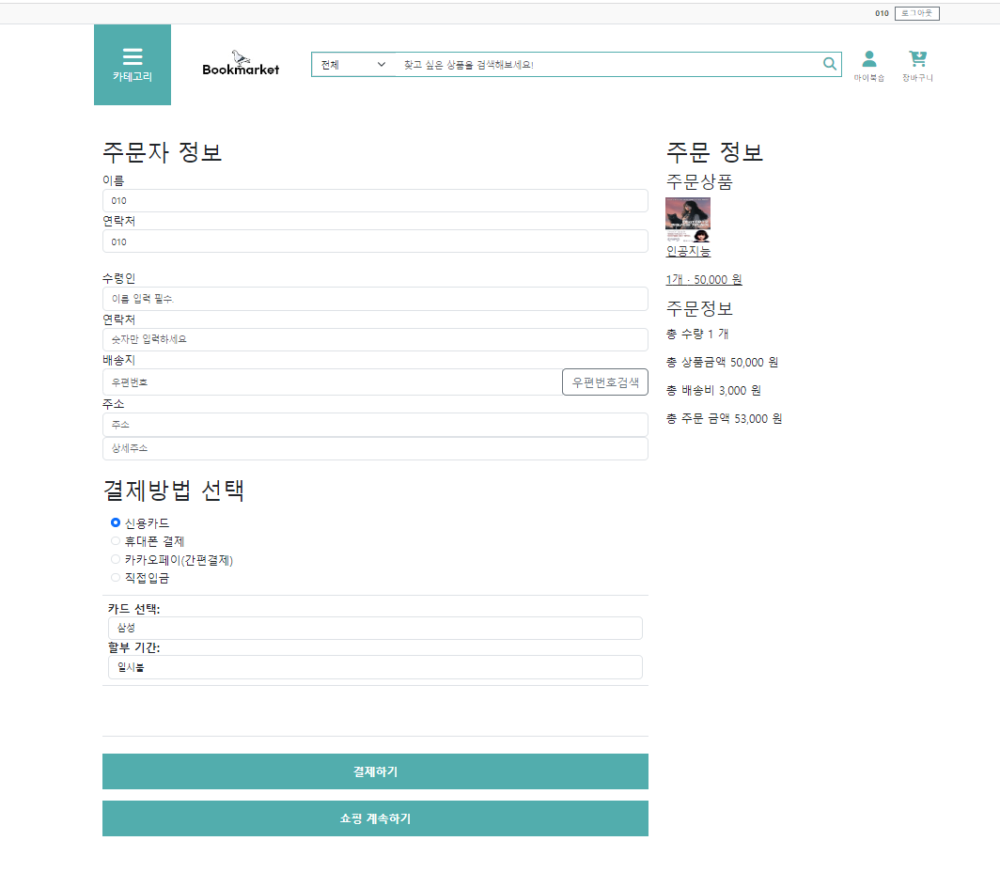 010 로그아웃
카테고리
Bookmarket
전체 찾고 싶은 상품을 검색해보세요!
마이북숍 장바구니
주문자 정보
이름
010
연락처
010
수령인
이름 입력 필수.
연락처
숫자만 입력하세요
배송지
우편번호 우편번호검색
주소
주소
상세주소
결제방법 선택
신용카드
휴대폰 결제
카카오페이(간편결제)
직접입금
카드 선택:
삼성
할부 기간:
일시불
결제하기
쇼핑 계속하기
주문 정보
주문상품
인공지능
1개 · 50,000 원
주문정보
총 수량 1 개
총 상품금액 50,000 원
총 배송비 3,000 원
총 주문 금액 53,000 원